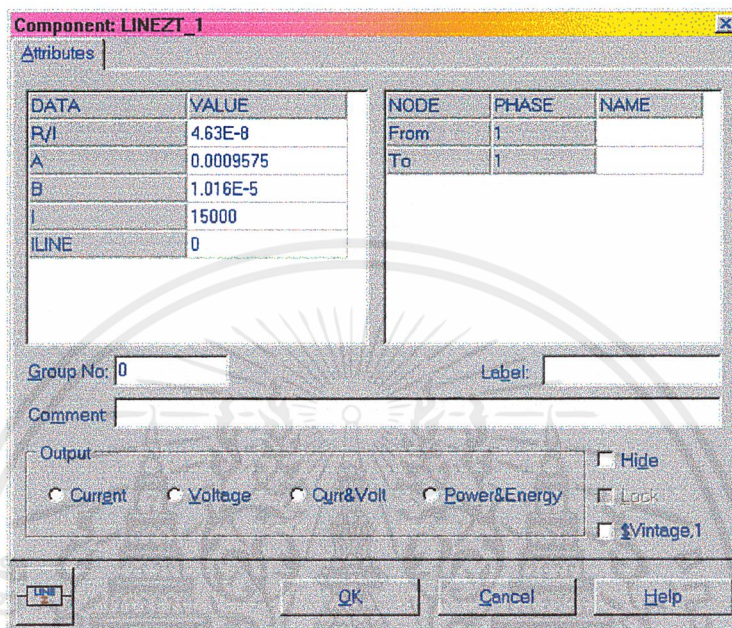 Component: LINEZT_1
Attributes
DATA VALUE
R/l 4.63E-8
A 0.0009575
B 1.016E-5
l 15000
ILINE 0
NODE PHASE NAME
From 1
To 1
Group No: 0
Label:
Comment
Output
Current Voltage Curr&Volt Power&Energy
Hide
Lock
$Vintage,1
LINE Z
OK Cancel Help